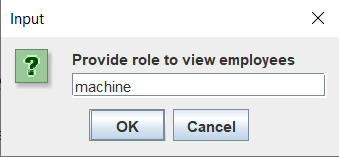 Input
Provide role to view employees
machine
OK
Cancel